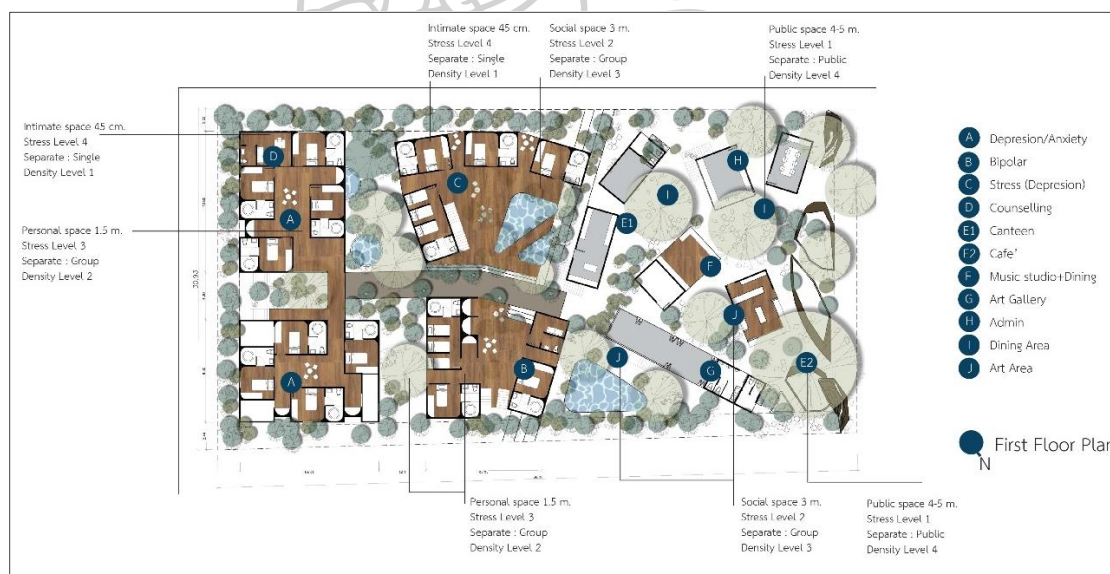 Intimate space 45 cm.
Stress Level 4
Separate : Single
Density Level 1
Social space 3 m.
Stress Level 2
Separate : Group
Density Level 3
Public space 4-5 m.
Stress Level 1
Separate : Public
Density Level 4
Intimate space 45 cm.
Stress Level 4
Separate : Single
Density Level 1
Personal space 1.5 m.
Stress Level 3
Separate : Group
Density Level 2
D
A
C
A
B
E1
I
H
I
F
J
J
G
E2
30.93
A Depresion/Anxiety
B Bipolar
C Stress (Depresion)
D Counselling
E1 Canteen
E2 Cafe'
F Music studio+Dining
G Art Gallery
H Admin
I Dining Area
J Art Area
First Floor Plan
N
Personal space 1.5 m.
Stress Level 3
Separate : Group
Density Level 2
Social space 3 m.
Stress Level 2
Separate : Group
Density Level 3
Public space 4-5 m.
Stress Level 1
Separate : Public
Density Level 4